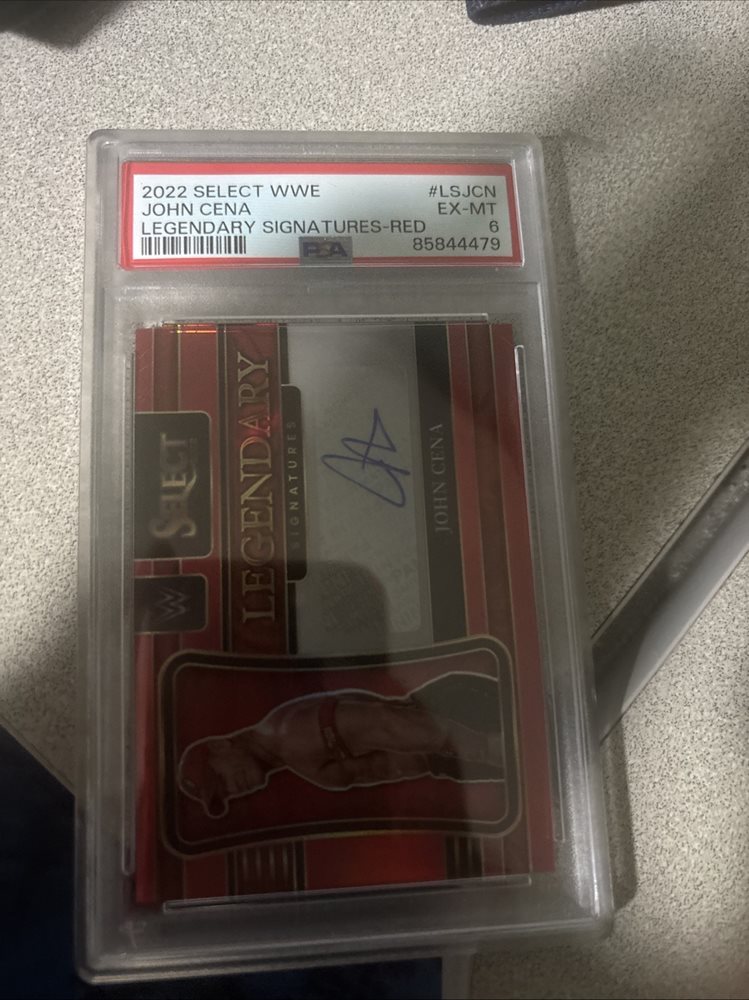 2022 SELECT WWE #LSJCN
JOHN CENA EX-MT
LEGENDARY SIGNATURES-RED 6
PSA 85844479
SELECT
W
LEGENDARY
SIGNATURES
JOHN CENA